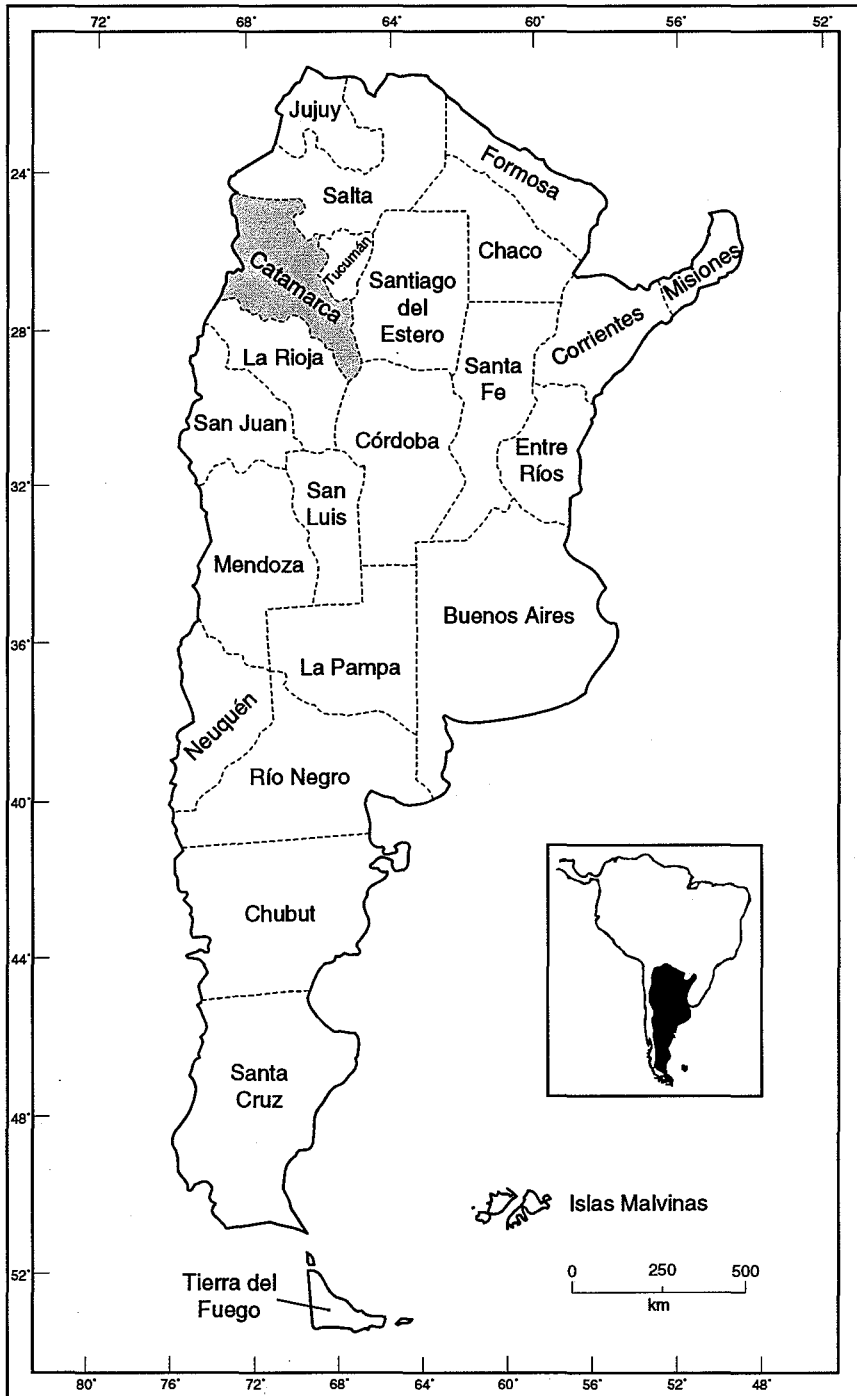 72°
68°
64°
60°
56°
52°
Jujuy
Formosa
24°
Salta
Chaco
Misiones
Tucumán
Catamarca
Santiago
del
Estero
Corrientes
28°
La Rioja
Santa
Fe
San Juan
Córdoba
Entre
Ríos
32°
San
Luis
Mendoza
Buenos Aires
36°
La Pampa
Neuquén
Río Negro
40°
Chubut
44°
Santa
Cruz
48°
Islas Malvinas
52°
Tierra del
Fuego
0
250
500
km
80°
76°
72°
68°
64°
60°
56°
52°
48°